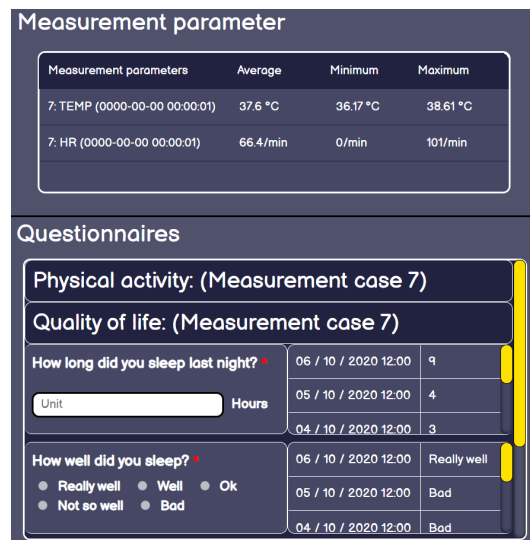 Measurement parameter
Measurement parameters Average Minimum Maximum
7: TEMP (0000-00-00 00:00:01) 37.6 °C 36.17 °C 38.61 °C
7: HR (0000-00-00 00:00:01) 66.4/min 0/min 101/min
Questionnaires
Physical activity: (Measurement case 7)
Quality of life: (Measurement case 7)
How long did you sleep last night? *
Unit Hours
06 / 10 / 2020 12:00 9
05 / 10 / 2020 12:00 4
04 / 10 / 2020 12:00 3
How well did you sleep? *
Really well Well Ok
Not so well Bad
06 / 10 / 2020 12:00 Really well
05 / 10 / 2020 12:00 Bad
04 / 10 / 2020 12:00 Bad